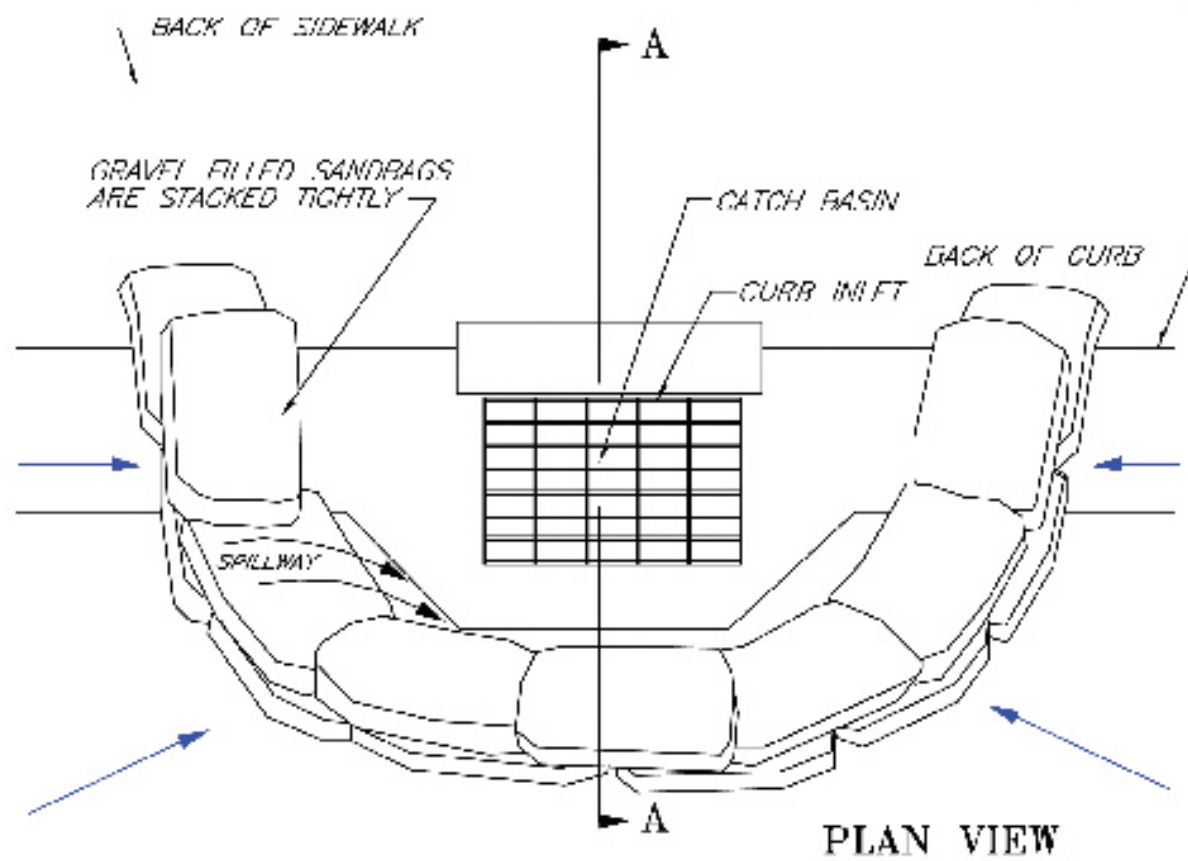 BACK OF SIDEWALK
A
GRAVEL FILLED SANDBAGS
ARE STACKED TIGHTLY
CATCH BASIN
BACK OF CURB
CURB INLET
SPILLWAY
A
PLAN VIEW